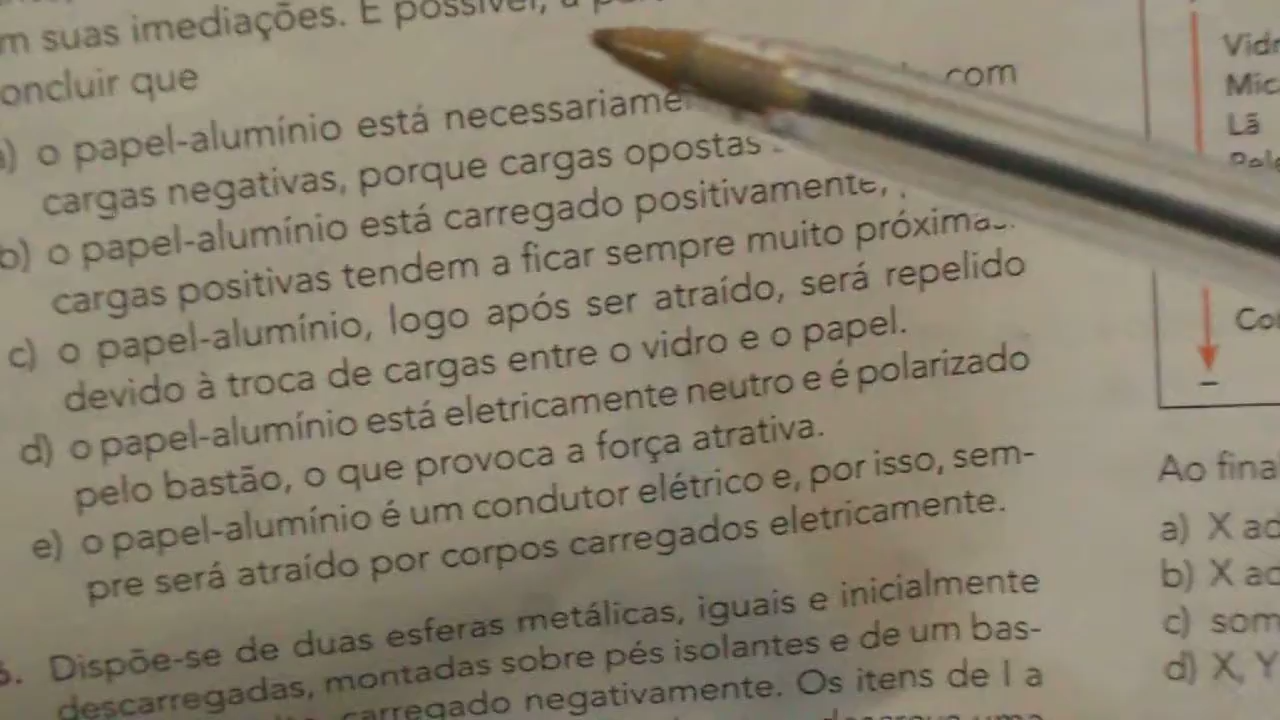 m suas imediações. É possível, a
oncluir que
a) o papel-alumínio está com
cargas negativas, porque cargas opostas
b) o papel-alumínio está carregado positivamente,
cargas positivas tendem a ficar sempre muito
c) o papel-alumínio, logo após ser atraído, será repelido
devido à troca de cargas entre o vidro e o papel.
d) o papel-alumínio está eletricamente neutro e é polarizado
pelo bastão, o que provoca a força atrativa.
e) o papel-alumínio é um condutor elétrico e, por isso, sem-
pre será atraído por corpos carregados eletricamente.
Dispõe-se de duas esferas metálicas, iguais e inicialmente
descarregadas, montadas sobre pés isolantes e de um bas-
carregado negativamente. Os itens de I a
Vidr
Mic
Lã
Co
–
Ao fina
a) X ac
b) X ac
c) som
d) X, Y